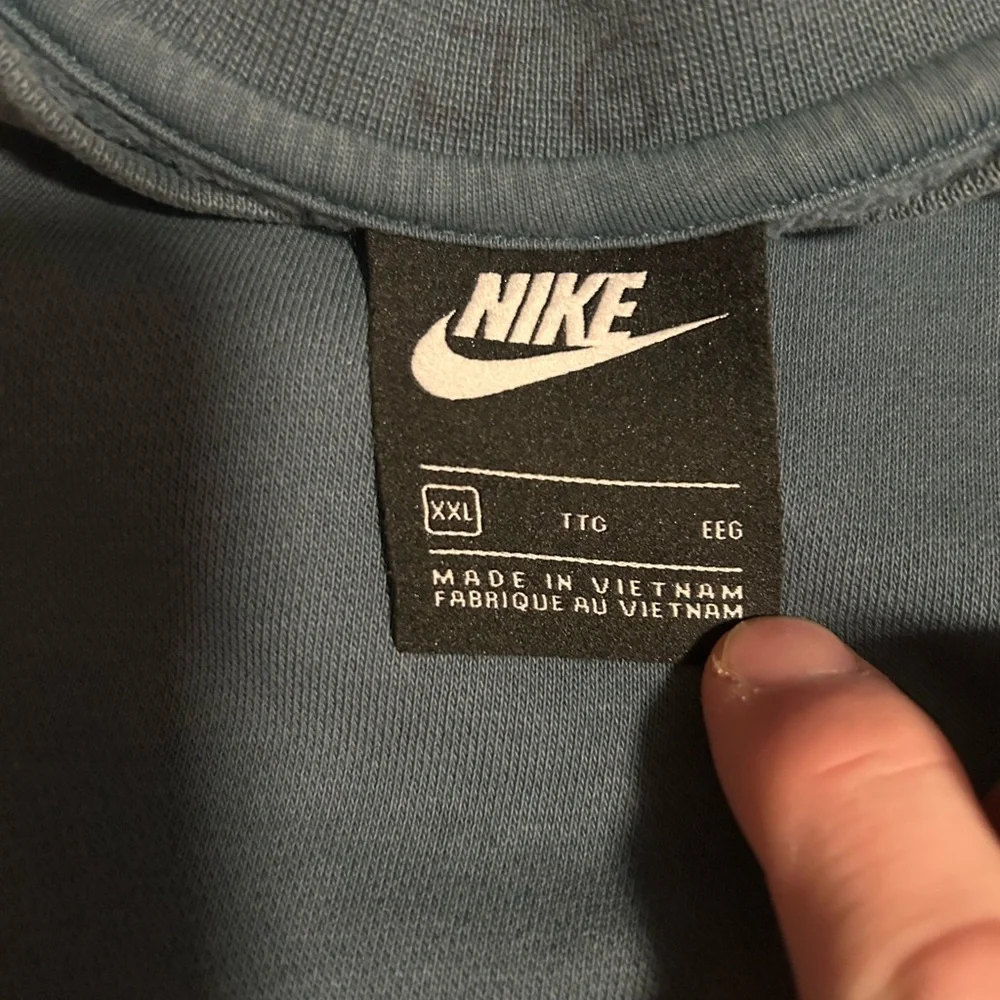 NIKE
XXL TTG EEG
MADE IN VIETNAM
FABRIQUE AU VIETNAM